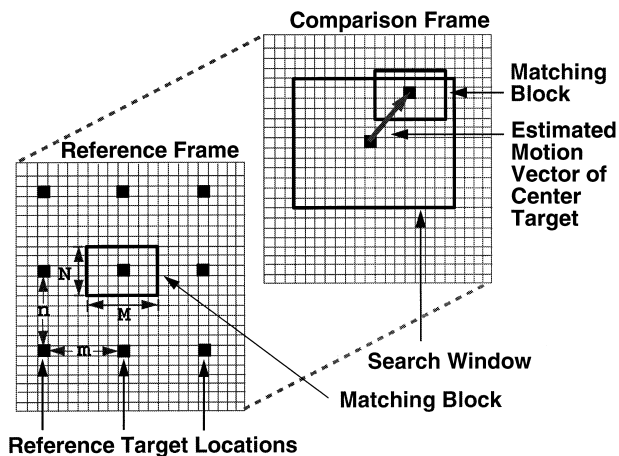 Comparison Frame
Matching
Block
Estimated
Motion
Vector of
Center
Target
Reference Frame
N
M
n
m
Search Window
Matching Block
Reference Target Locations